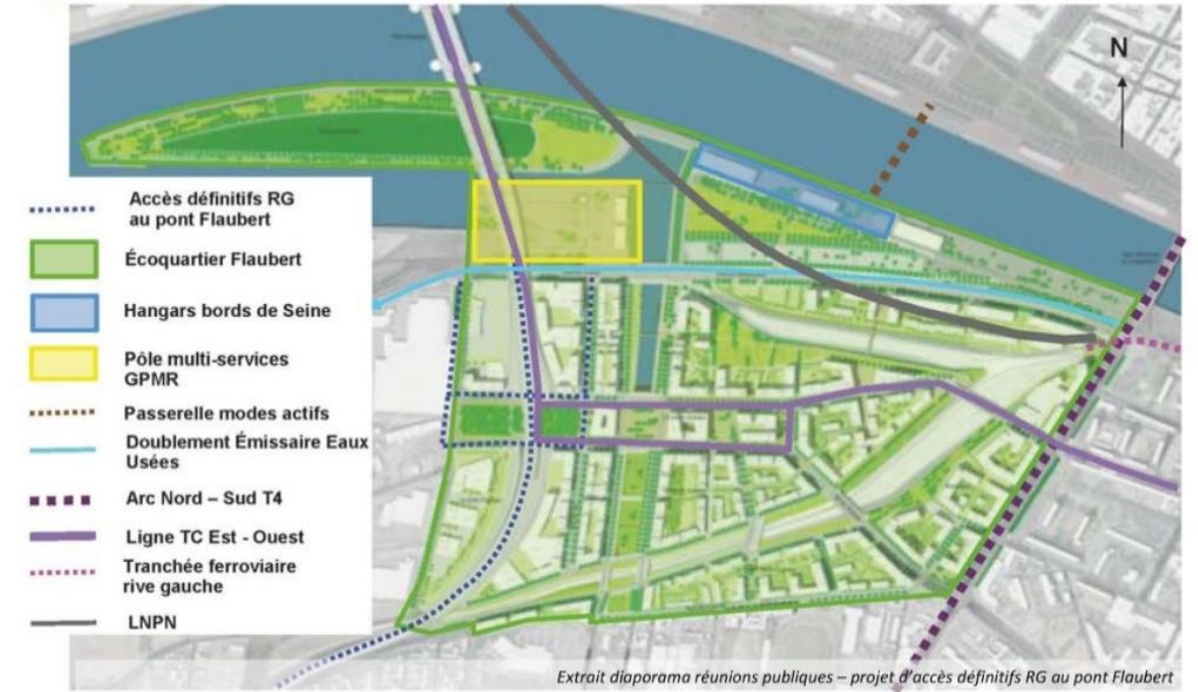 N
Accès définitifs RG
au pont Flaubert
Écoquartier Flaubert
Hangars bords de Seine
Pôle multi-services
GPMR
Passerelle modes actifs
Doublement Émissaire Eaux
Usées
Arc Nord – Sud T4
Ligne TC Est - Ouest
Tranchée ferroviaire
rive gauche
LNPN
Extrait diaporama réunions publiques – projet d'accès définitifs RG au pont Flaubert